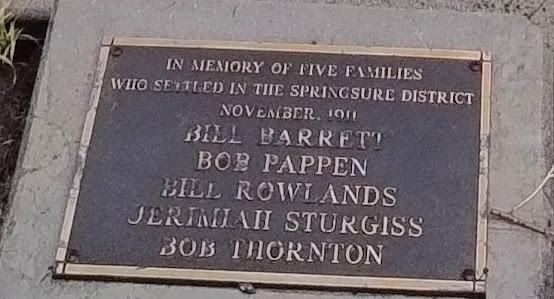 IN MEMORY OF FIVE FAMILIES
WHO SETTLED IN THE SPRINGSURE DISTRICT
NOVEMBER, 1911
BILL BARRETT
BOB PAPPEN
BILL ROWLANDS
JERIMIAH STURGISS
BOB THORNTON